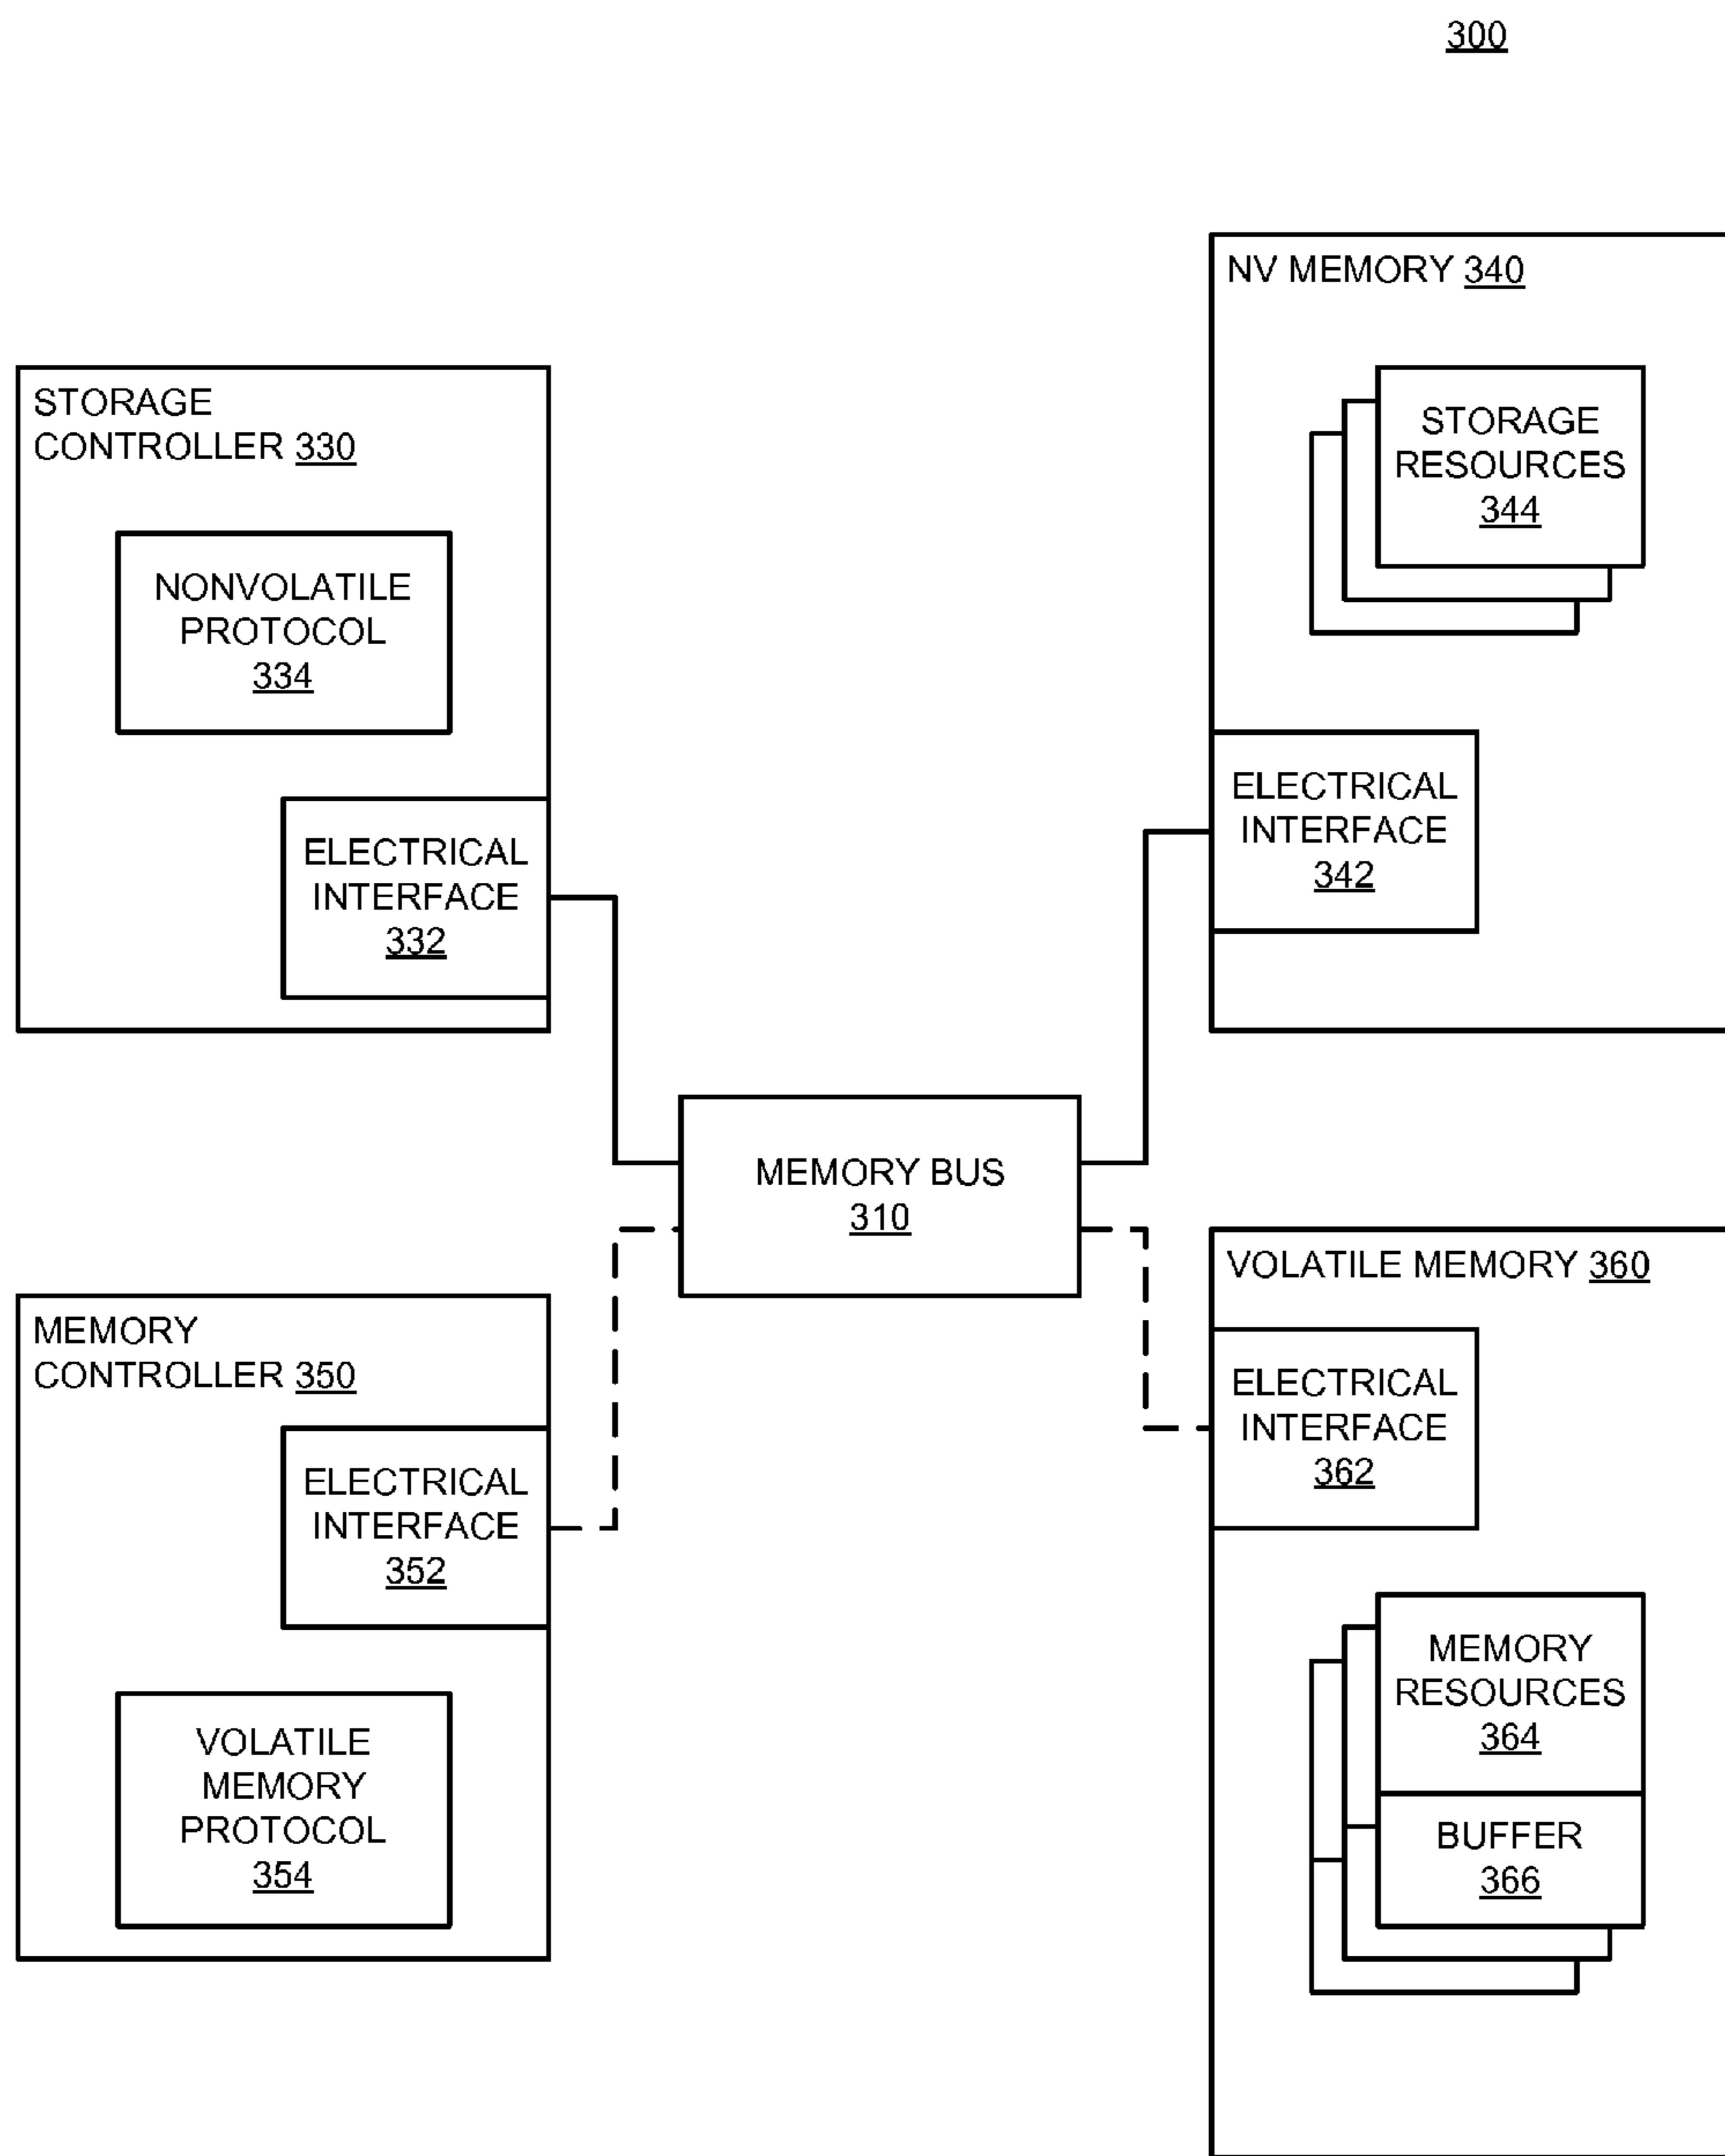 300
NV MEMORY 340
STORAGE
RESOURCES
344
ELECTRICAL
INTERFACE
342
STORAGE
CONTROLLER 330
NONVOLATILE
PROTOCOL
334
ELECTRICAL
INTERFACE
332
MEMORY BUS
310
MEMORY
CONTROLLER 350
ELECTRICAL
INTERFACE
352
VOLATILE
MEMORY
PROTOCOL
354
VOLATILE MEMORY 360
ELECTRICAL
INTERFACE
362
MEMORY
RESOURCES
364
BUFFER
366